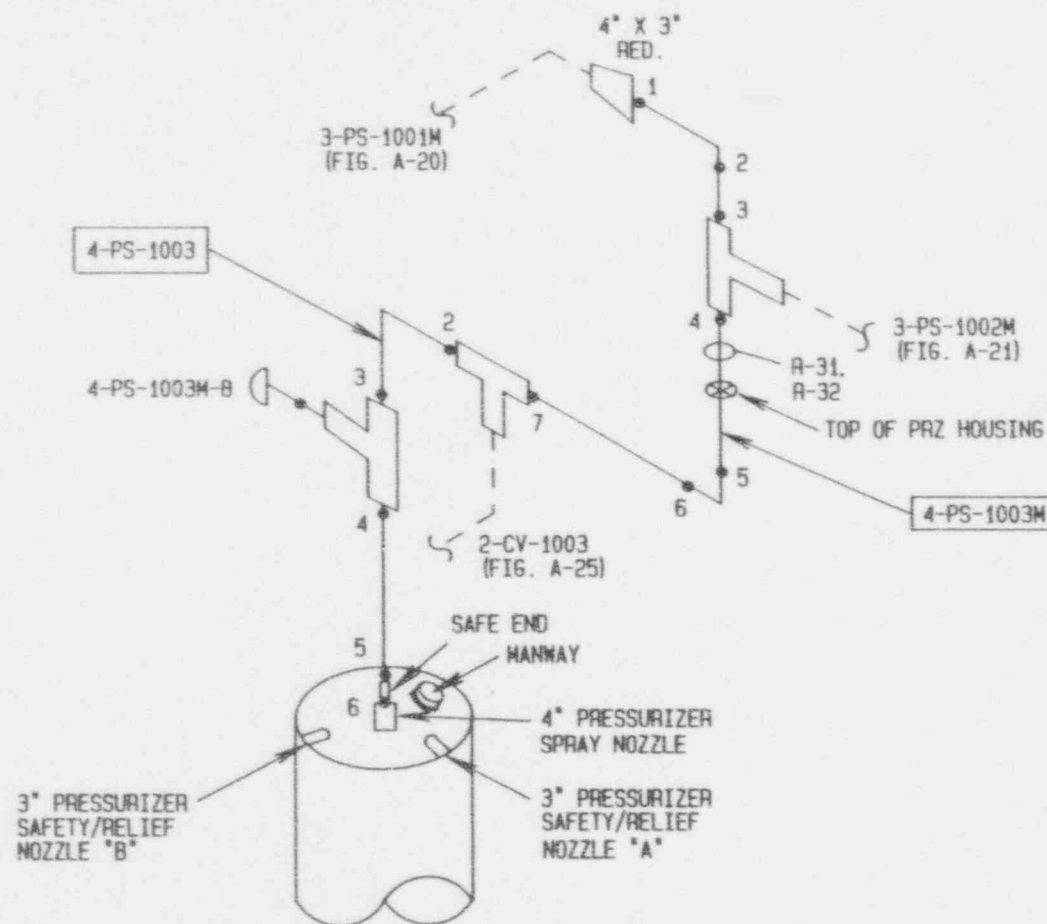 4" X 3"
RED.
1
3-PS-1001M
(FIG. A-20)
2
3
4-PS-1003
2
4
3-PS-1002M
(FIG. A-21)
3
R-31,
R-32
4-PS-1003M-8
7
TOP OF PRZ HOUSING
5
6
4
4-PS-1003M
2-CV-1003
(FIG. A-25)
SAFE END
5
MANWAY
6
4" PRESSURIZER
SPRAY NOZZLE
3" PRESSURIZER
SAFETY/RELIEF
NOZZLE "B"
3" PRESSURIZER
SAFETY/RELIEF
NOZZLE "A"